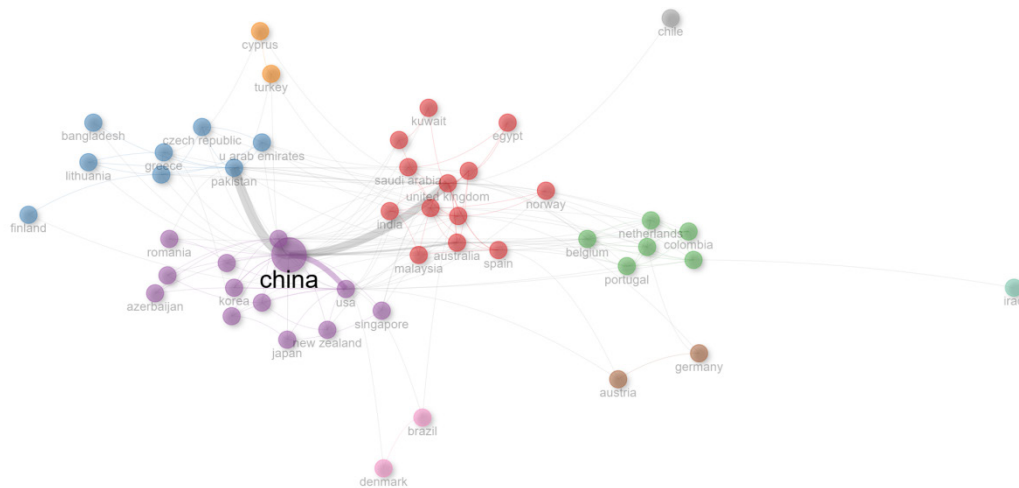 chile
cyprus
turkey
kuwait
egypt
bangladesh
czech republic
u arab emirates
greece
lithuania
pakistan
saudi arabia
united kingdom
norway
india
finland
netherlands
colombia
romania
belgium
australia
spain
malaysia
portugal
china
korea
azerbaijan
usa
singapore
japan
new zealand
germany
austria
brazil
denmark